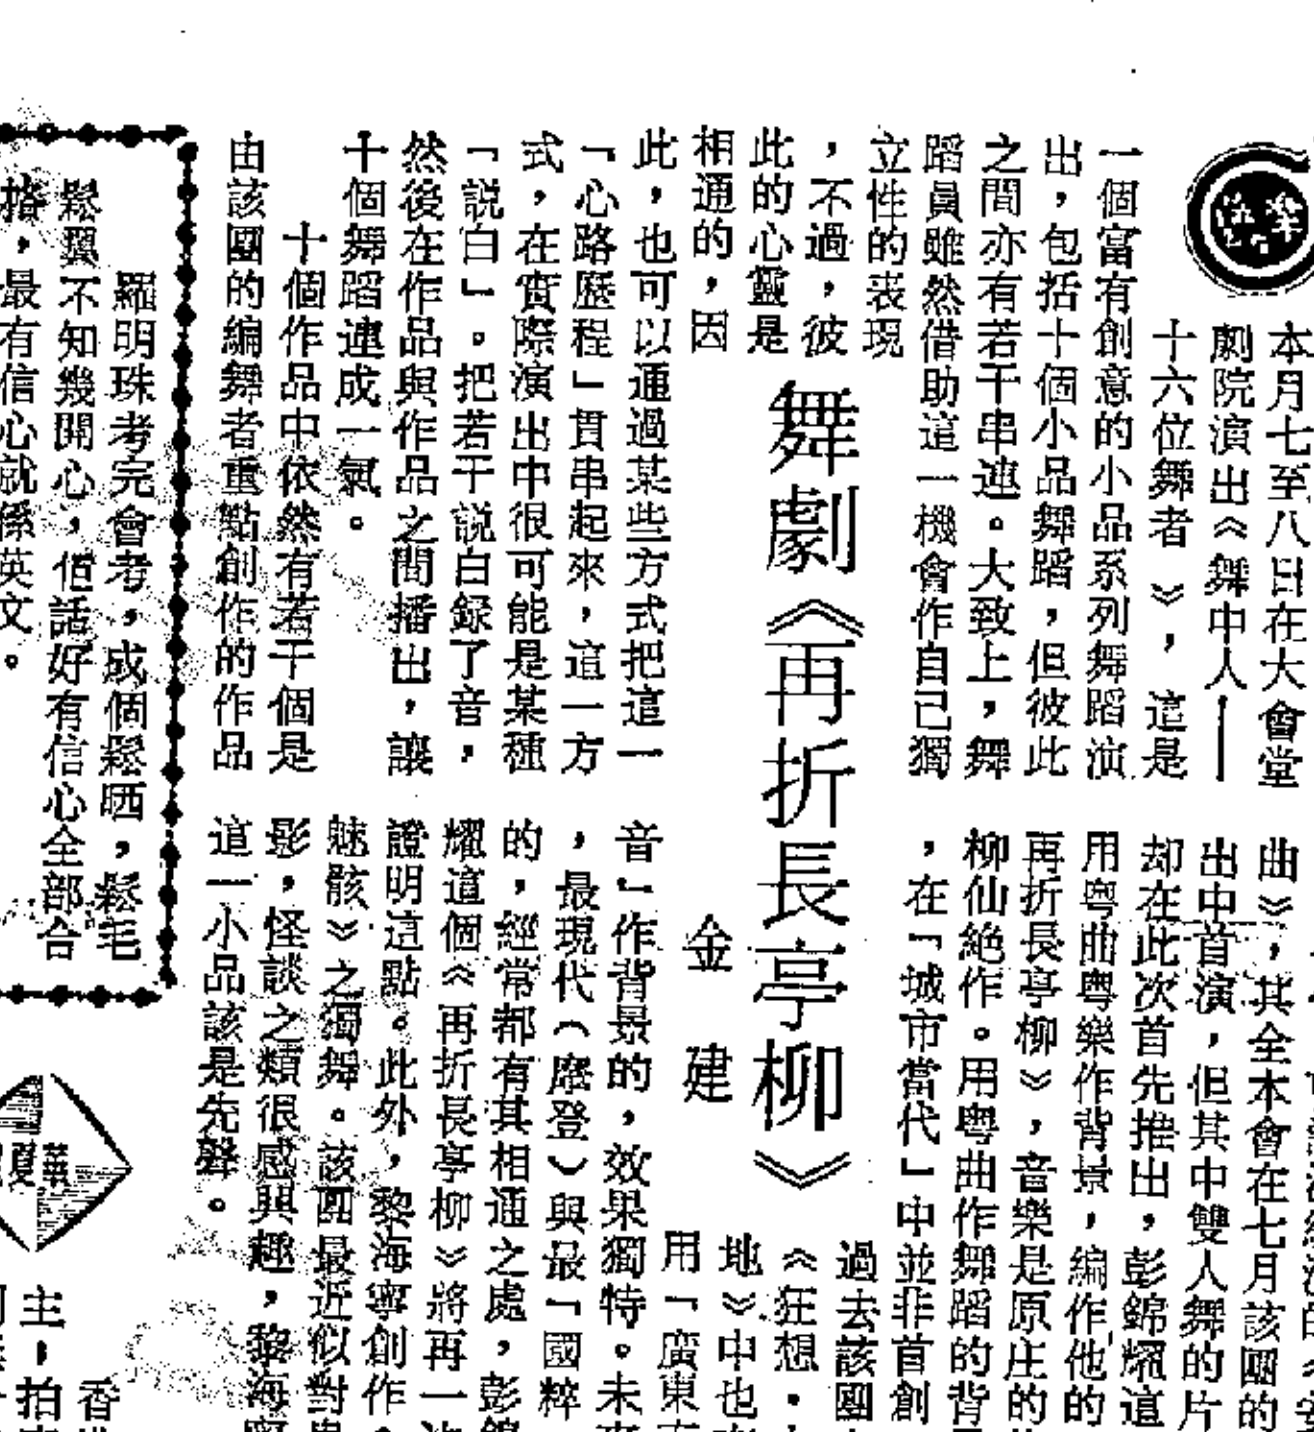 舞劇《再折長亭柳》
金建
本月七至八日在大會堂
劇院演出《舞中人——
十六位舞者》，這是
一個富有創意的小品系列舞蹈演
出，包括十個小品舞蹈，但彼此
之間亦有若干串連。大致上，舞
蹈員雖然借助這一機會作自己獨
立性的表現
，不過，彼
此的心靈是
相通的，因
此，也可以通過某些方式把這一
「心路歷程」貫串起來，這一方
式，在實際演出中很可能是某種
「説白」。把若干説白録了音，
然後在作品與作品之間播出，讓
十個舞蹈連成一氣。
十個作品中依然有若干個是
由該團的編舞者重點創作的作品
曲》，其全本會在七月該團的
出中首演，但其中雙人舞的片
却在此次首先推出，彭錦耀這
用粵曲粵樂作背景，編作他的
再折長亭柳》，音樂是原庄的
柳仙絶作。用粵曲作舞蹈的背
，在「城市當代」中並非首創
過去該團
《狂想·
地》中也
用「廣東
音」作背景的，效果獨特。未
，最現代（摩登）與最「國粹
的，經常都有其相通之處，彭錦
耀這個《再折長亭柳》將再一
證明這點。此外，黎海寧創作
魅骸》之獨舞。該團最近似對
影，怪談之類很感興趣，黎海寧
這一小品該是先聲。
羅明珠考完會考，成個鬆晒，鬆毛
鬆翼不知幾開心，佢話好有信心全部合
格，最有信心就係英文。
華
夏
主，拍
香